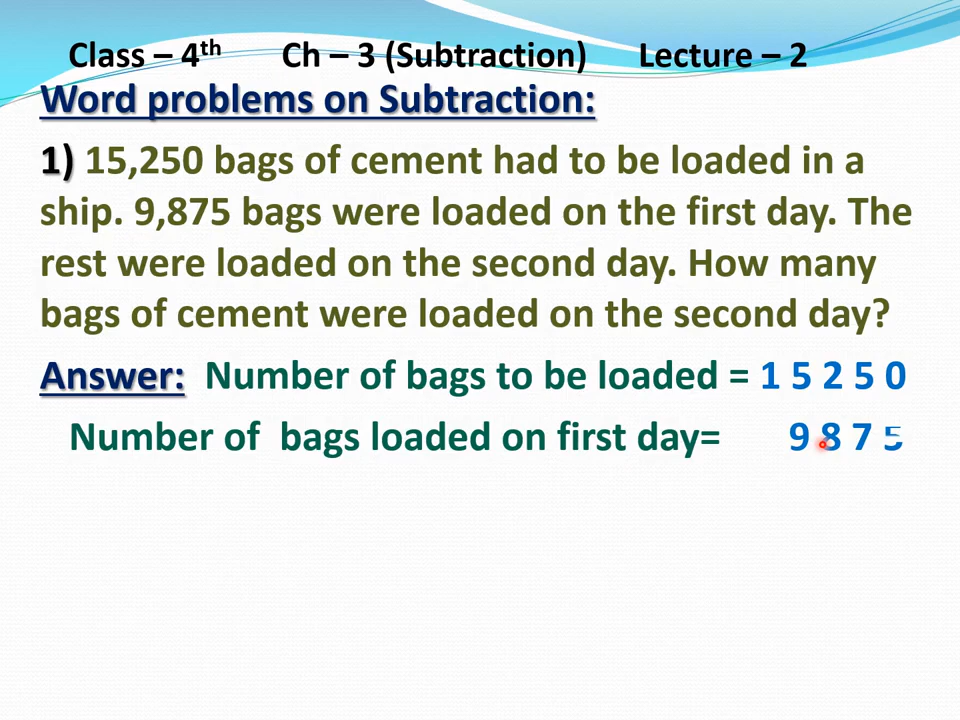 Class – 4th Ch – 3 (Subtraction) Lecture – 2
Word problems on Subtraction:
1) 15,250 bags of cement had to be loaded in a
ship. 9,875 bags were loaded on the first day. The
rest were loaded on the second day. How many
bags of cement were loaded on the second day?
Answer: Number of bags to be loaded = 1 5 2 5 0
Number of bags loaded on first day= 9 8 7 5